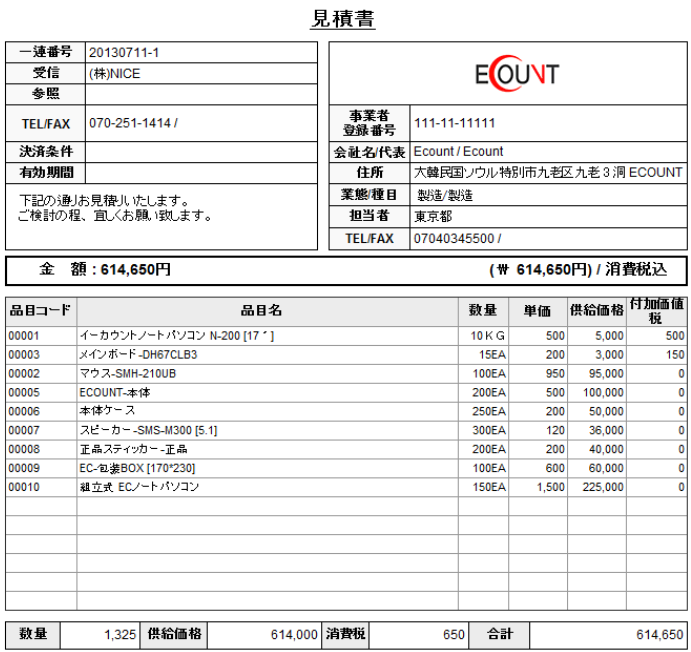 見積書
一連番号 20130711-1
受信 (株)NICE
参照
TEL/FAX 070-251-1414 /
決済条件
有効期間
下記の通りお見積りいたします。
ご検討の程、宜しくお願い致します。
ECOUNT
事業者
登録番号 111-11-11111
会社名/代表 Ecount / Ecount
住所 大韓民国ソウル特別市九老区九老3洞 ECOUNT
業態/種目 製造/製造
担当者 東京都
TEL/FAX 07040345500 /
金 額 : 614,650円 (₩ 614,650円) / 消費税込
品目コード 品目名 数量 単価 供給価格 付加価値税
00001 イーカウントノートパソコン N-200 [17 ˝] 10KG 500 5,000 500
00003 メインボード-DH67CLB3 15EA 200 3,000 150
00002 マウス-SMH-210UB 100EA 950 95,000 0
00005 ECOUNT-本体 200EA 500 100,000 0
00006 本体ケース 250EA 200 50,000 0
00007 スピーカー-SMS-M300 [5.1] 300EA 120 36,000 0
00008 正品スティッカー-正品 200EA 200 40,000 0
00009 EC-包装BOX [170*230] 100EA 600 60,000 0
00010 組立式 ECノートパソコン 150EA 1,500 225,000 0
数量 1,325 供給価格 614,000 消費税 650 合計 614,650